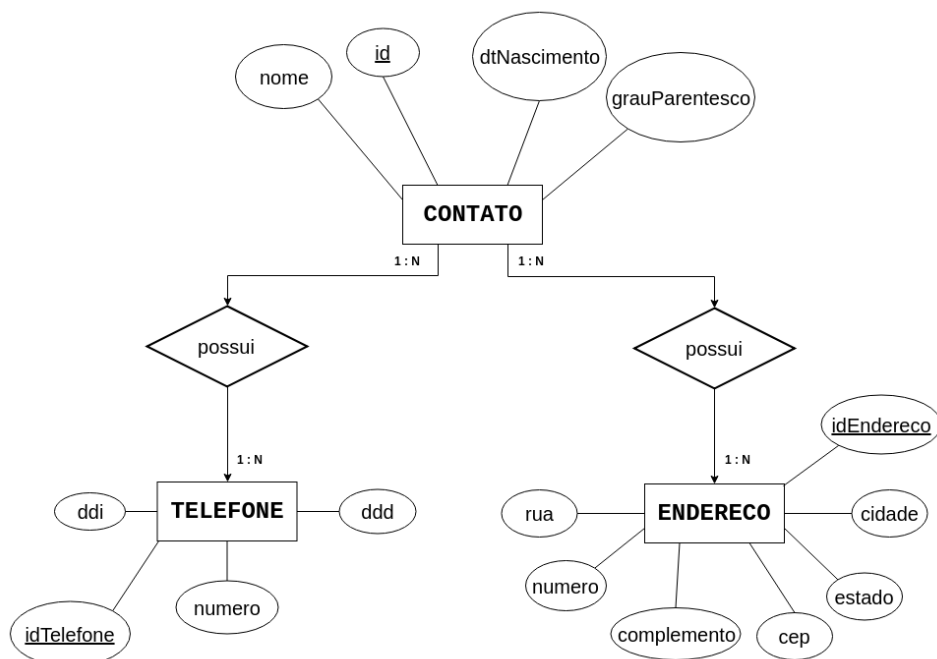 nome
id
dtNascimento
grauParentesco
CONTATO
1 : N
1 : N
possui
possui
idEndereco
1 : N
1 : N
ddi
TELEFONE
ddd
rua
ENDERECO
cidade
numero
estado
idTelefone
numero
complemento
cep